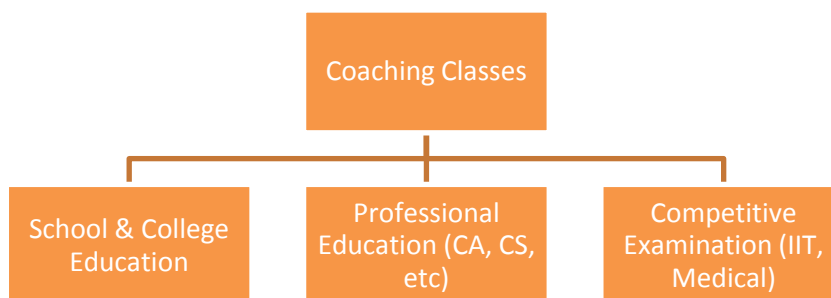 Coaching Classes
School & College
Education
Professional
Education (CA, CS,
etc)
Competitive
Examination (IIT,
Medical)